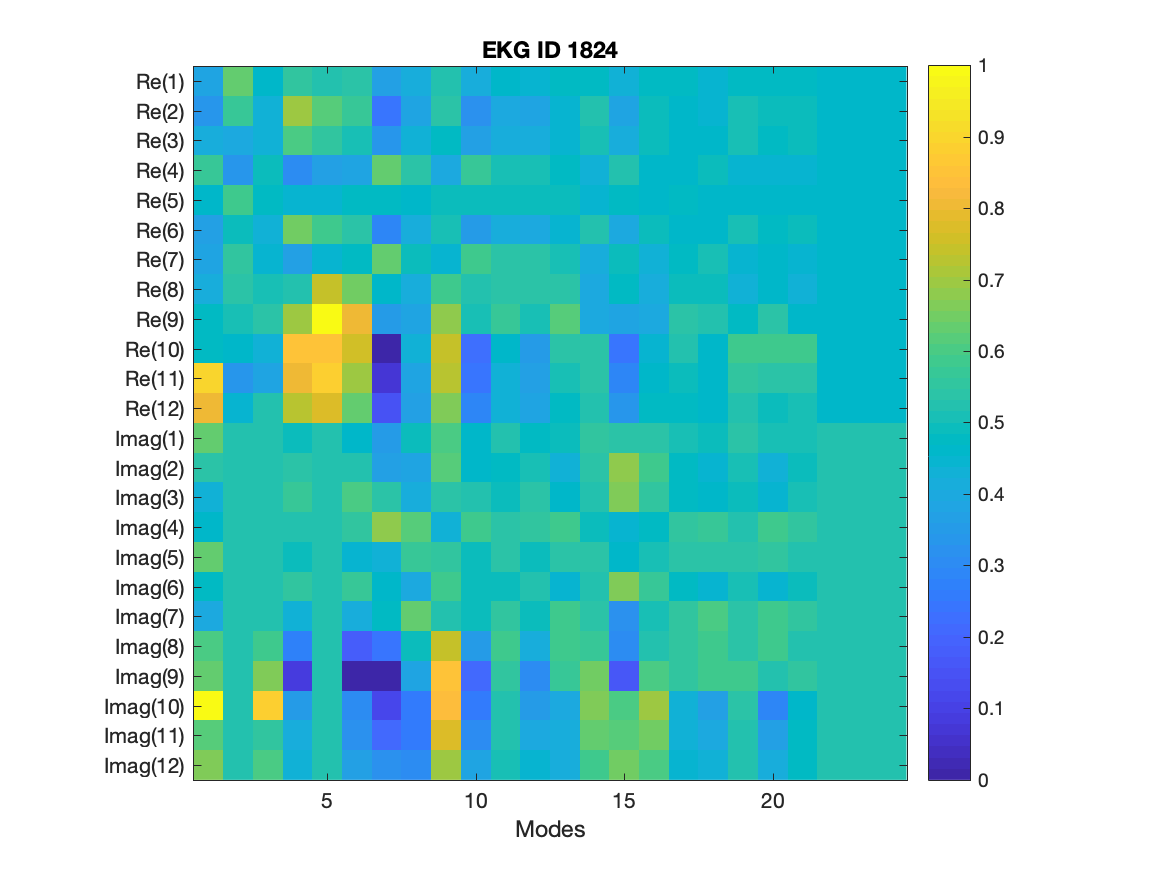 EKG ID 1824
Re(1)
Re(2)
Re(3)
Re(4)
Re(5)
Re(6)
Re(7)
Re(8)
Re(9)
Re(10)
Re(11)
Re(12)
Imag(1)
Imag(2)
Imag(3)
Imag(4)
Imag(5)
Imag(6)
Imag(7)
Imag(8)
Imag(9)
Imag(10)
Imag(11)
Imag(12)
5 10 15 20
Modes
1
0.9
0.8
0.7
0.6
0.5
0.4
0.3
0.2
0.1
0